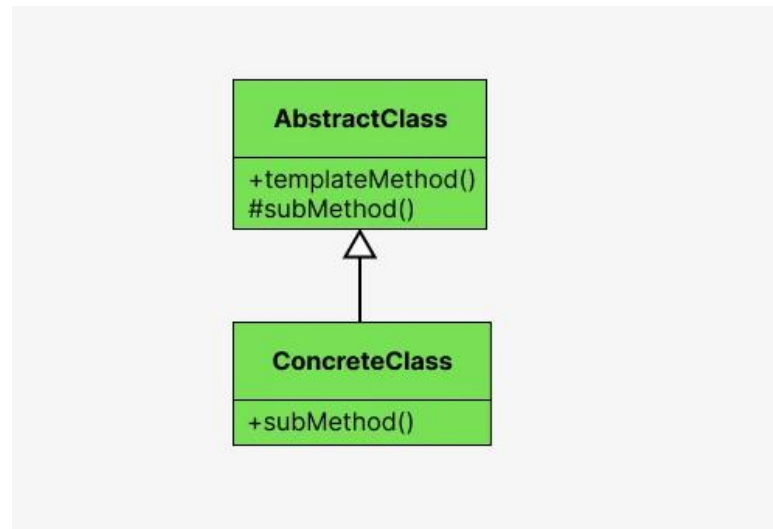 AbstractClass
+templateMethod()
#subMethod()
ConcreteClass
+subMethod()